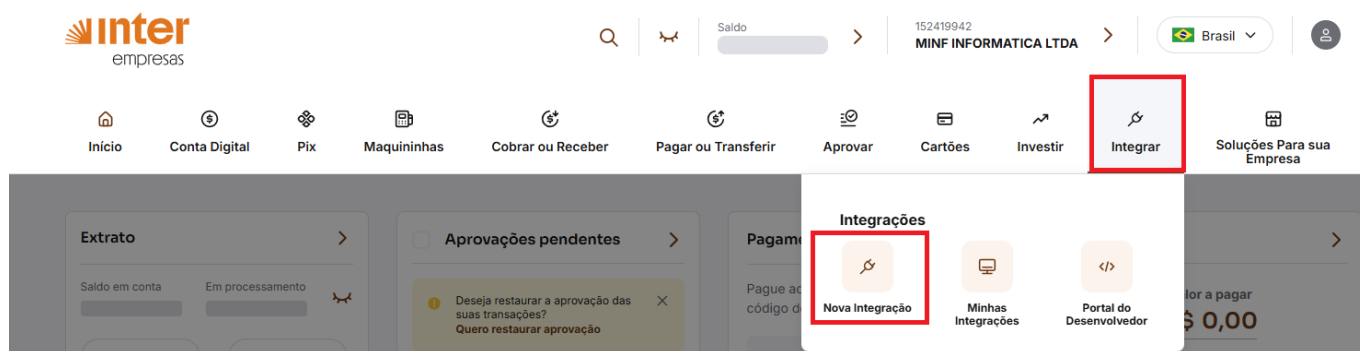 inter
empresas
Saldo
152419942
MINF INFORMATICA LTDA
Brasil
Início
Conta Digital
Pix
Maquininhas
Cobrar ou Receber
Pagar ou Transferir
Aprovar
Cartões
Investir
Integrar
Soluções Para sua
Empresa
Integrações
Nova Integração
Minhas
Integrações
Portal do
Desenvolvedor
Extrato
Saldo em conta
Em processamento
Aprovações pendentes
Deseja restaurar a aprovação das
suas transações?
Quero restaurar aprovação
Pagam
Pague
código
a pagar
0,00